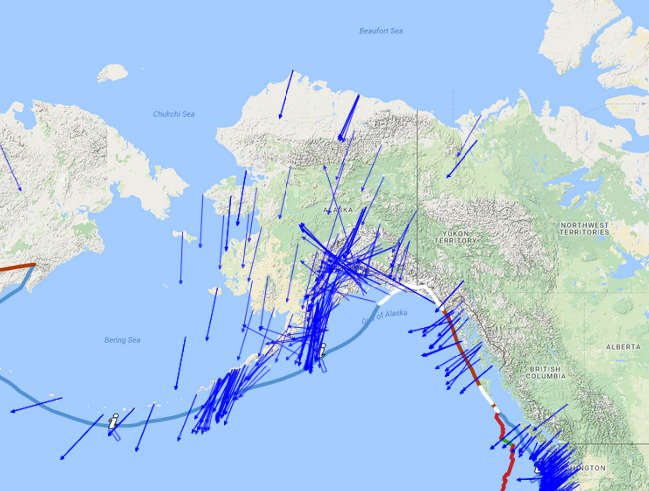 Beaufort Sea
Chukchi Sea
ALASKA
YUKON
TERRITORY
NORTHWEST
TERRITORIES
Gulf of Alaska
Bering Sea
ALBERTA
BRITISH
COLUMBIA
INGTON
i
i